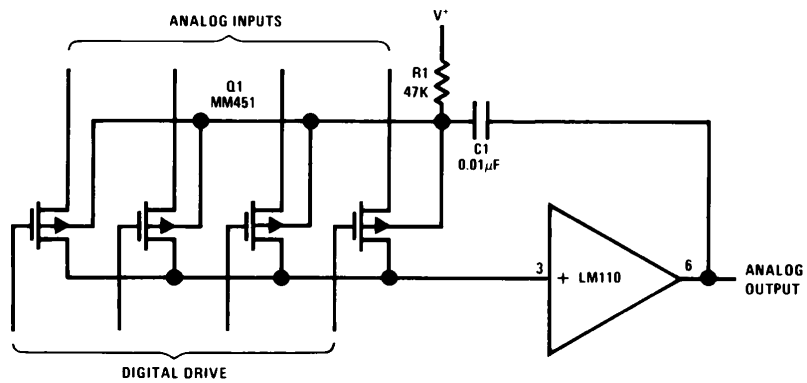 ANALOG INPUTS
V+
R1
47K
Q1
MM451
C1
0.01μF
3
+
LM110
6
ANALOG
OUTPUT
DIGITAL DRIVE